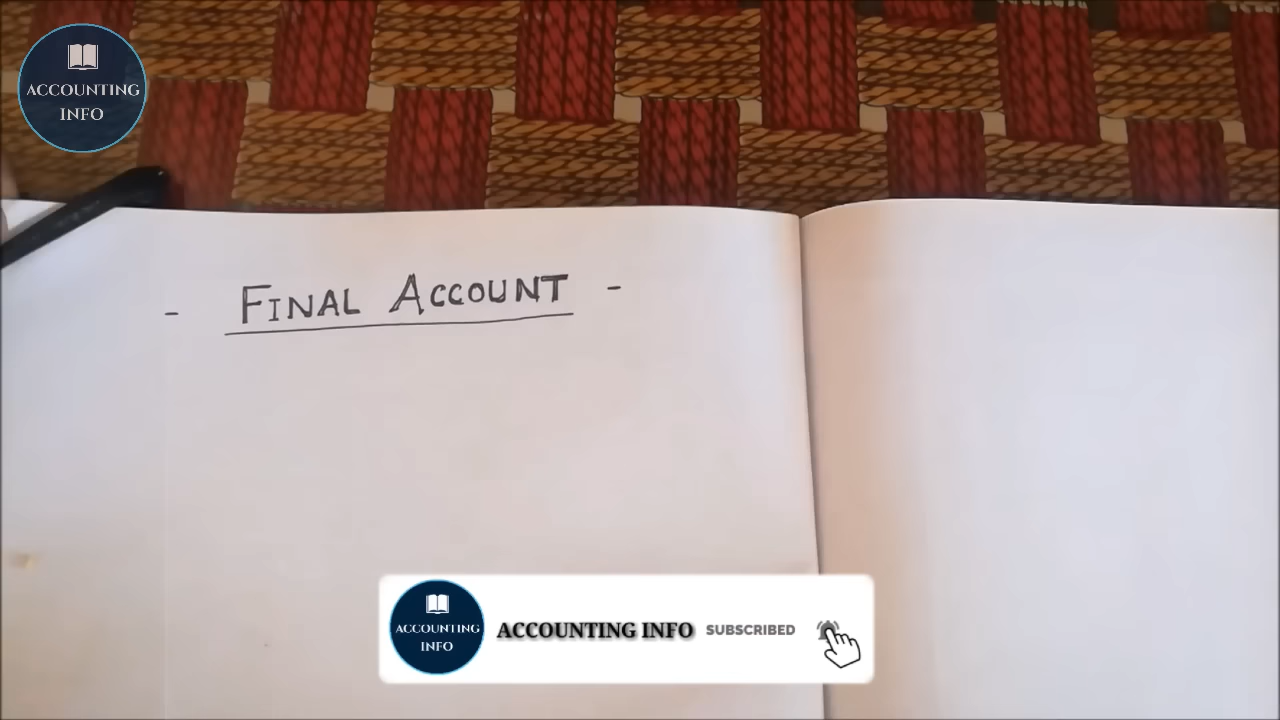 ACCOUNTING
INFO
- FINAL ACCOUNT -
ACCOUNTING
INFO
ACCOUNTING INFO SUBSCRIBED